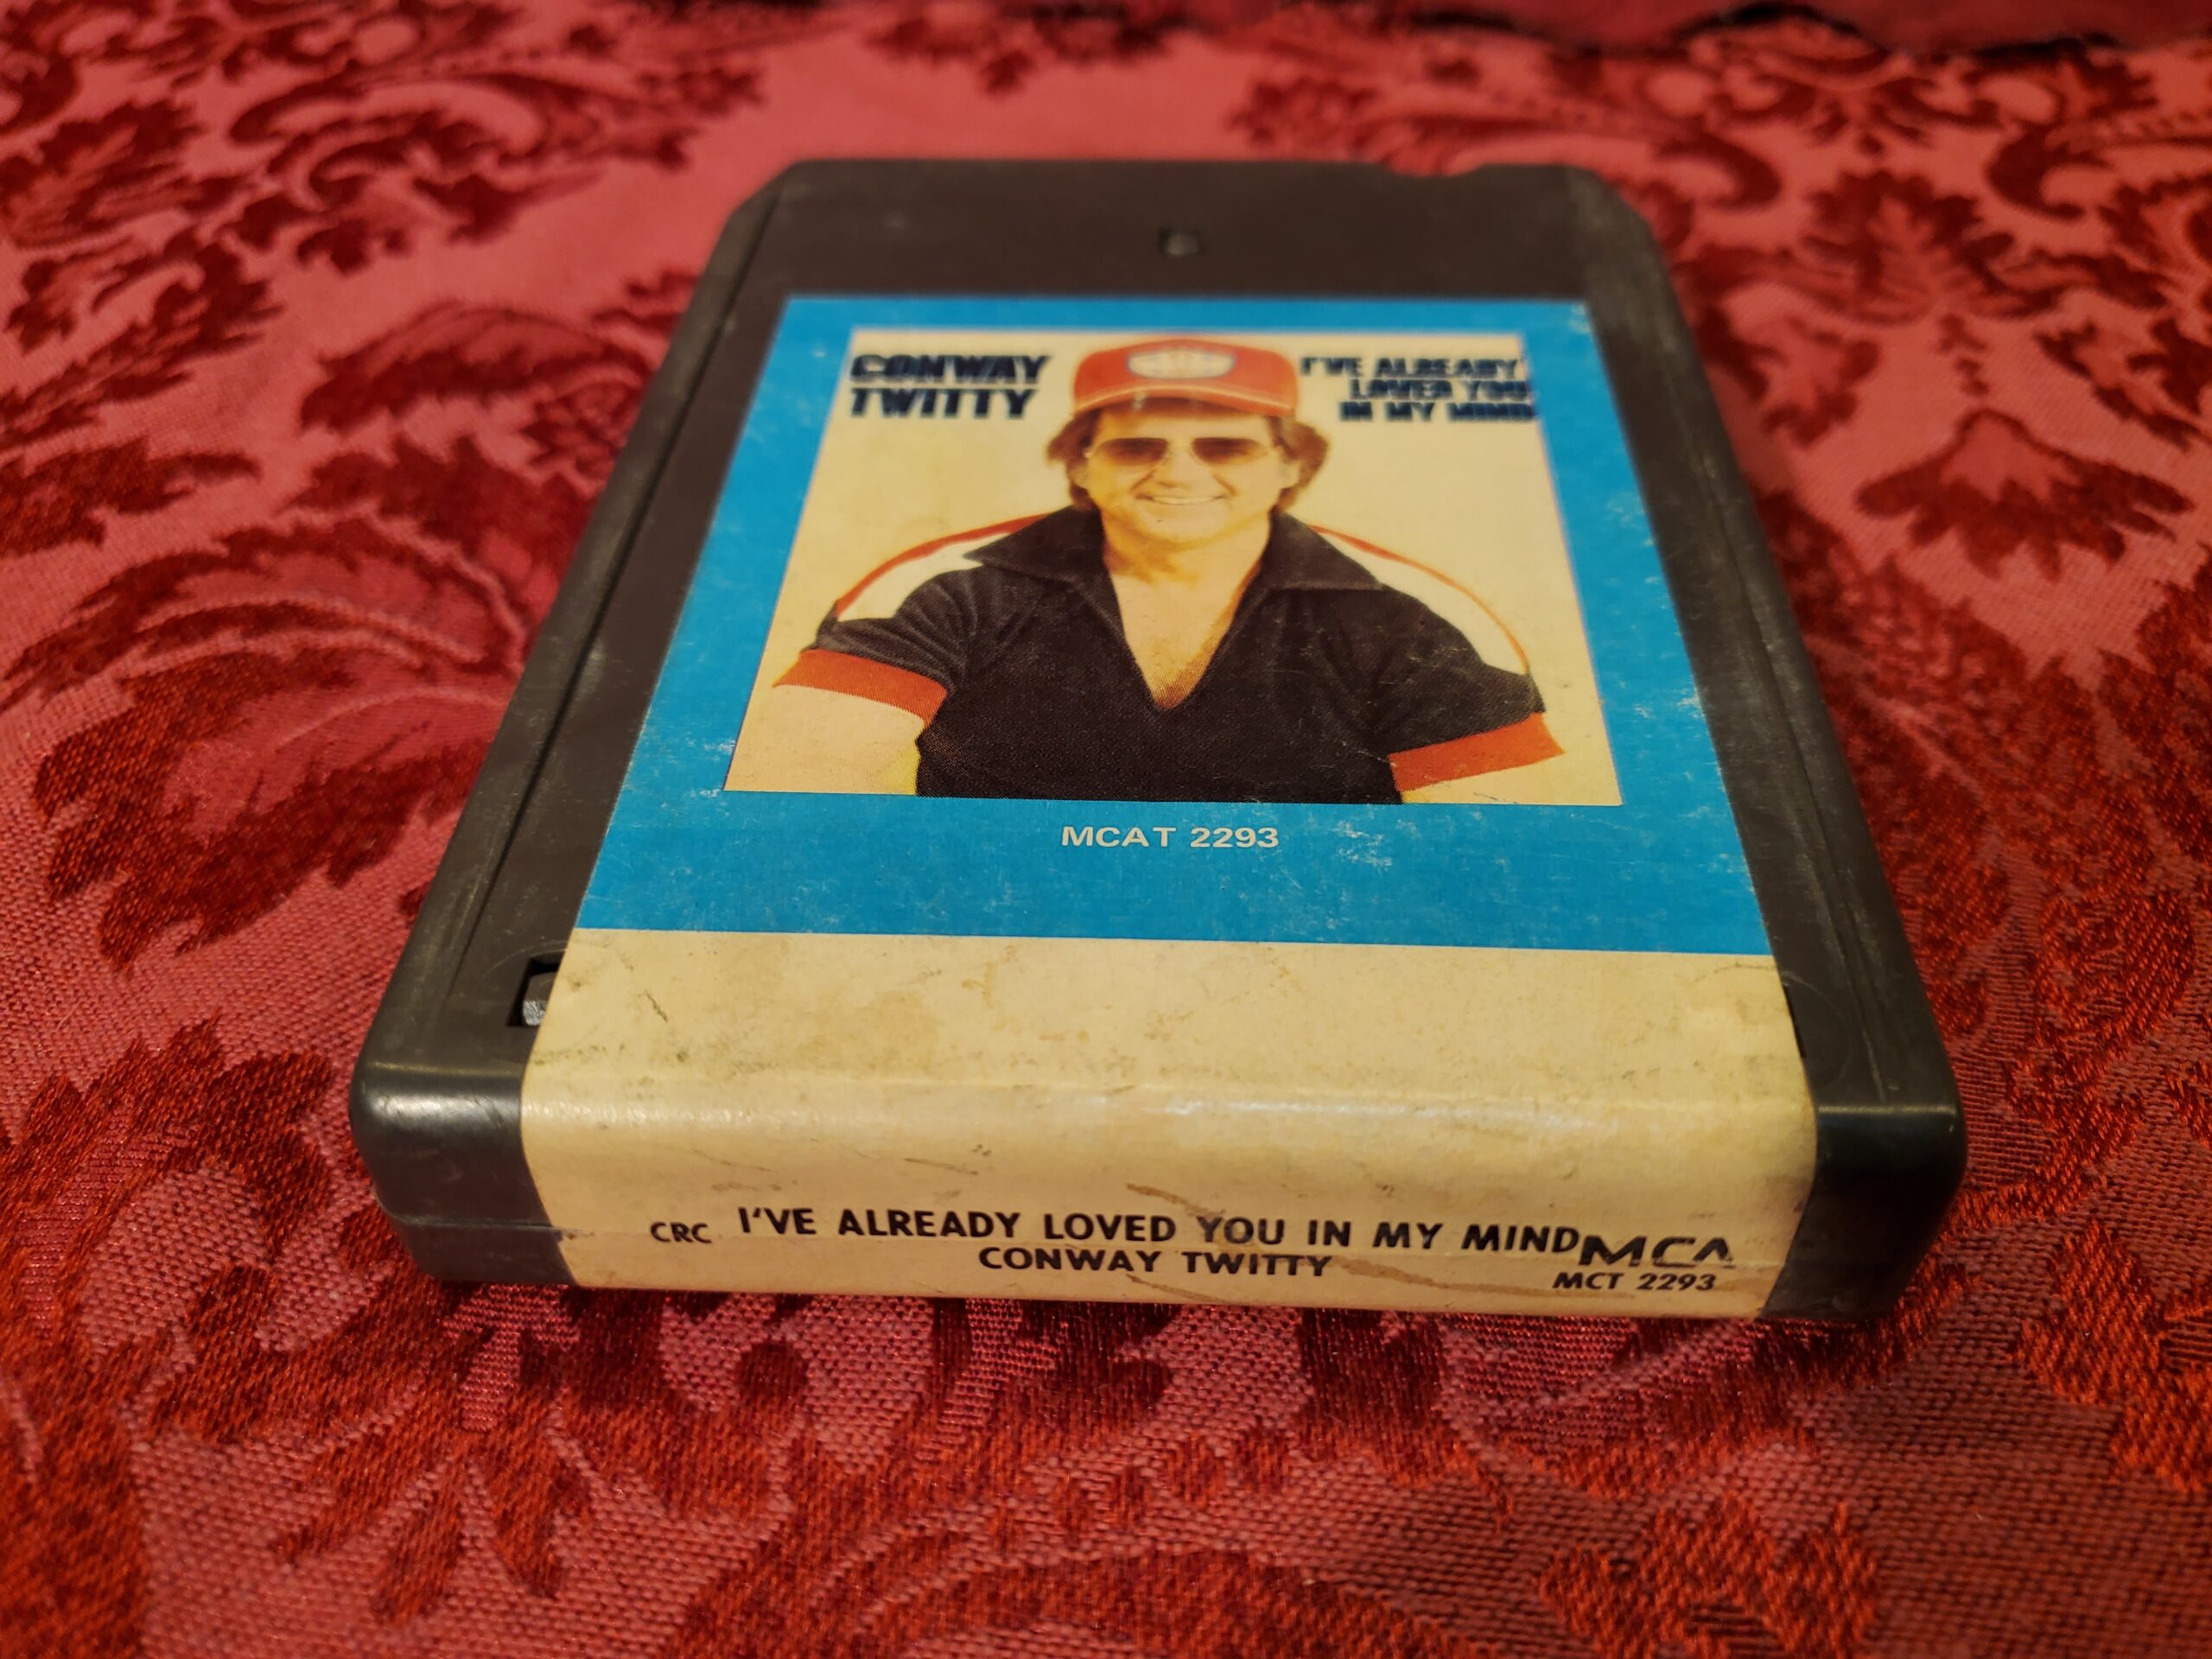 CONWAY
TWITTY
I'VE ALREADY
LOVED YOU
IN MY MIND
MCAT 2293
CRC I'VE ALREADY LOVED YOU IN MY MIND MCA
CONWAY TWITTY MCT 2293